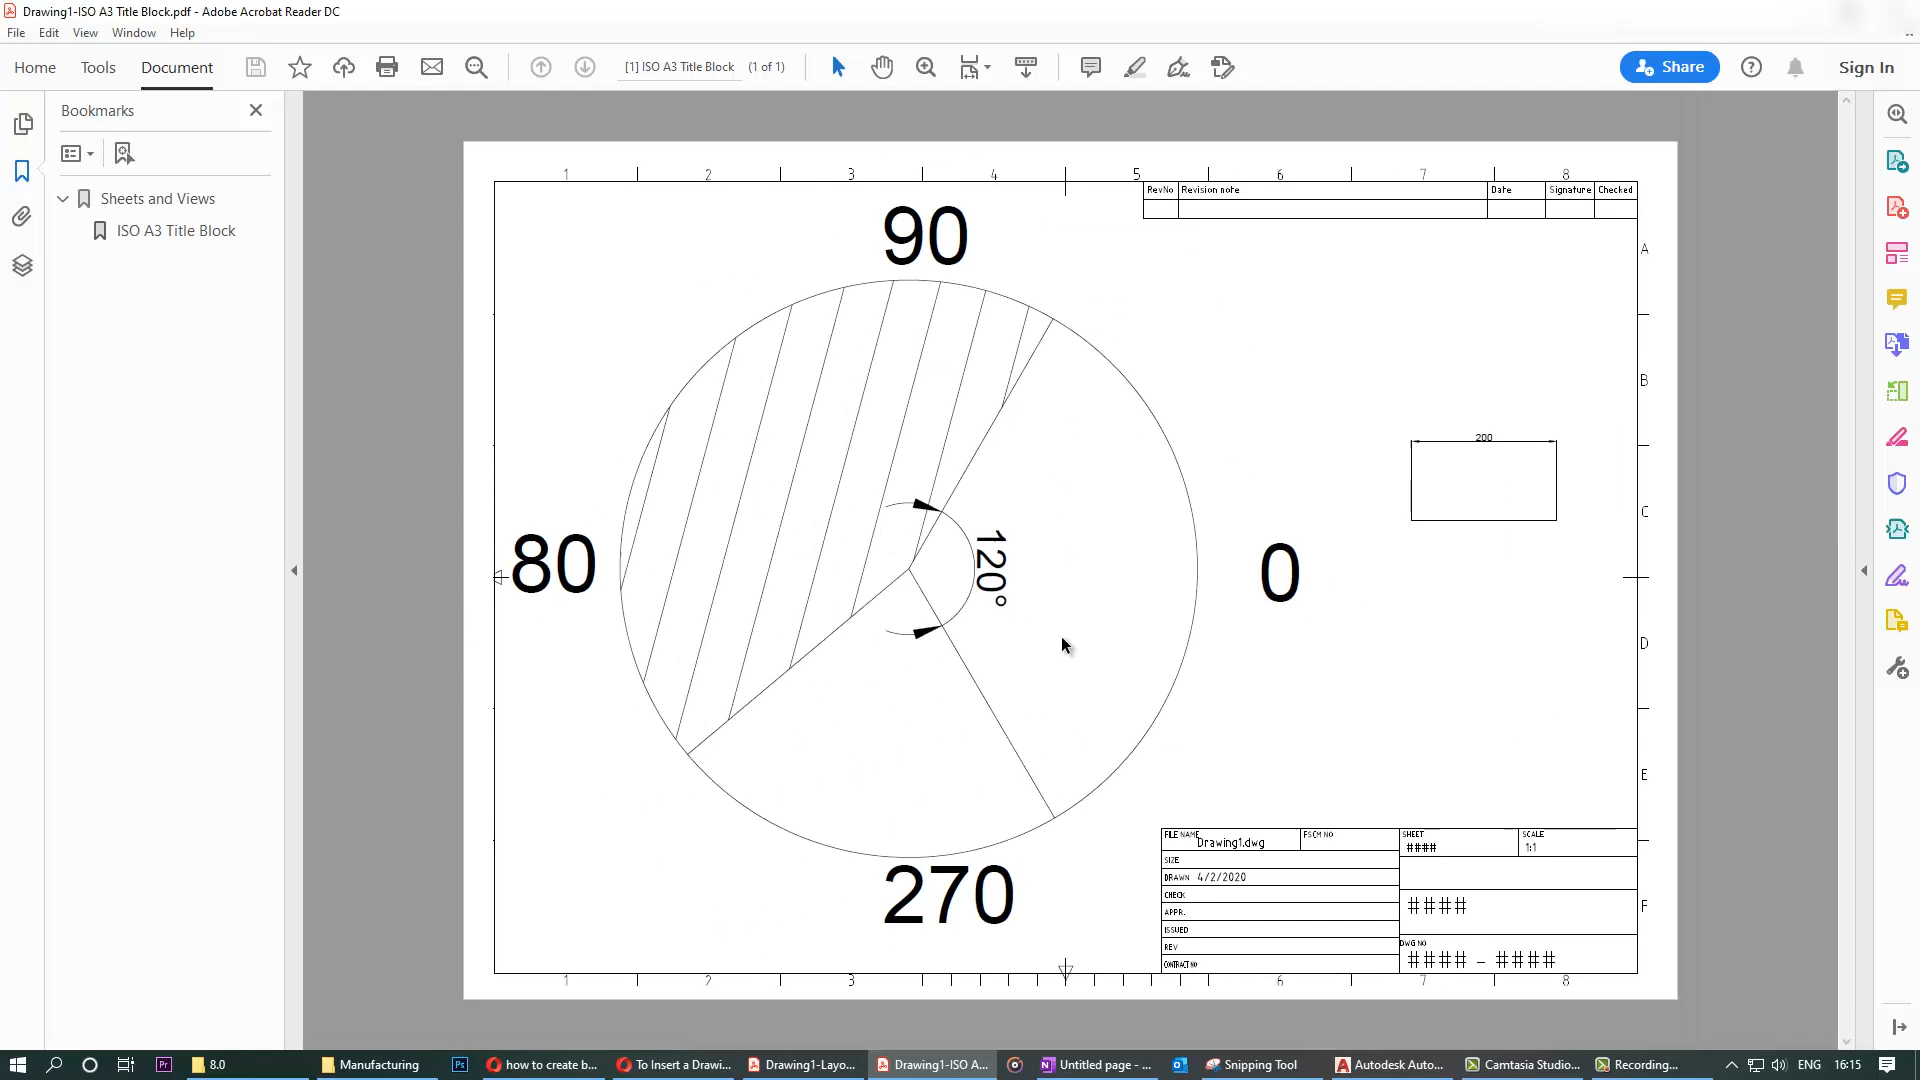 Drawing1-ISO A3 Title Block.pdf - Adobe Acrobat Reader DC
File Edit View Window Help
Home Tools Document [1] ISO A3 Title Block (1 of 1) Share Sign In
Bookmarks
Sheets and Views
ISO A3 Title Block
1 2 3 4 5 6 7 8
RevNo Revision note Date Signature Checked
A
90
B
200
C
80
120°
0
D
E
FILE NAME Drawing1.dwg FSCM NO SHEET #### SCALE 1:1
SIZE
DRAWN 4/2/2020
CHECK
270
APPR.
####
F
ISSUED
REV
DWG NO
CONTRACT NO
#### - ####
1 2 3 6 7 8
Pr 8.0 Manufacturing Ps how to create b... To Insert a Drawi... Drawing1-Layo... Drawing1-ISO A... Untitled page - ... Snipping Tool Autodesk Auto... Camtasia Studio... Recording... ENG 16:15